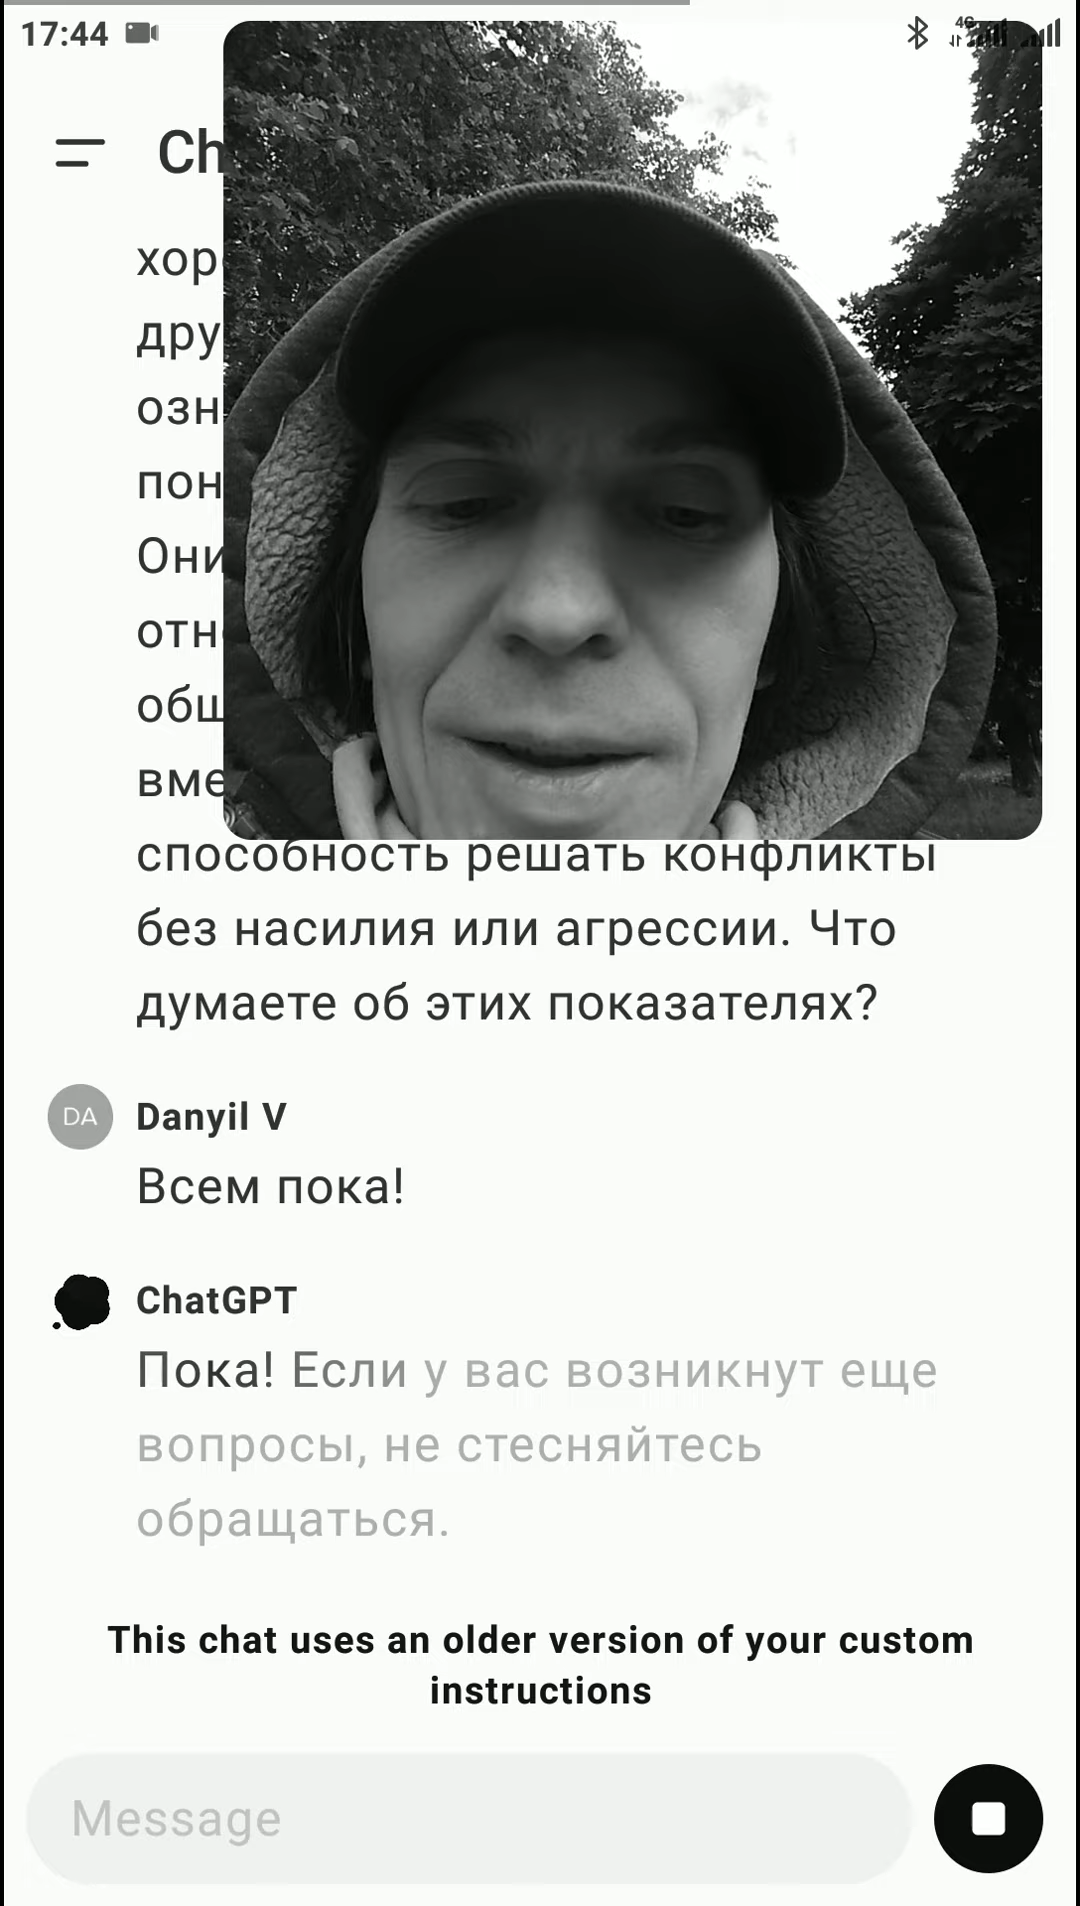 17:44
4G
Ch
хор
дру
озн
пон
Они
отн
общ
вме
способность решать конфликты
без насилия или агрессии. Что
думаете об этих показателях?
DA Danyil V
Всем пока!
ChatGPT
Пока! Если у вас возникнут еще
вопросы, не стесняйтесь
обращаться.
This chat uses an older version of your custom
instructions
Message